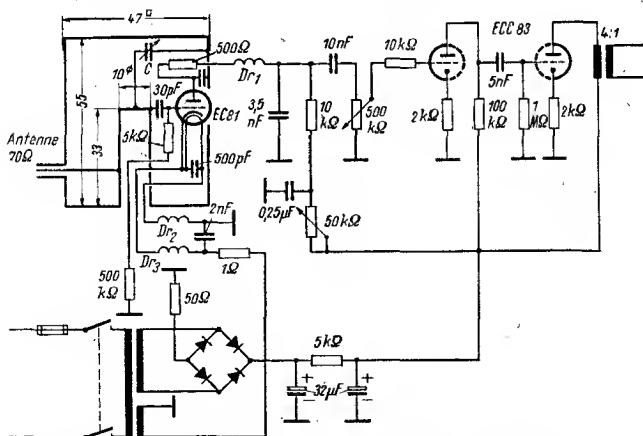 47□
500Ω
C
10ϕ
30pF
EC81
Dr1
55
33
5kΩ
Antenne
70Ω
500pF
3,5
nF
10nF
10
kΩ
500
kΩ
10kΩ
ECC 83
4:1
5nF
2kΩ
100
kΩ
1
MΩ
2kΩ
0,25µF
50kΩ
2nF
Dr2
Dr3
1Ω
500
kΩ
50Ω
5kΩ
+
+
32µF
−
−